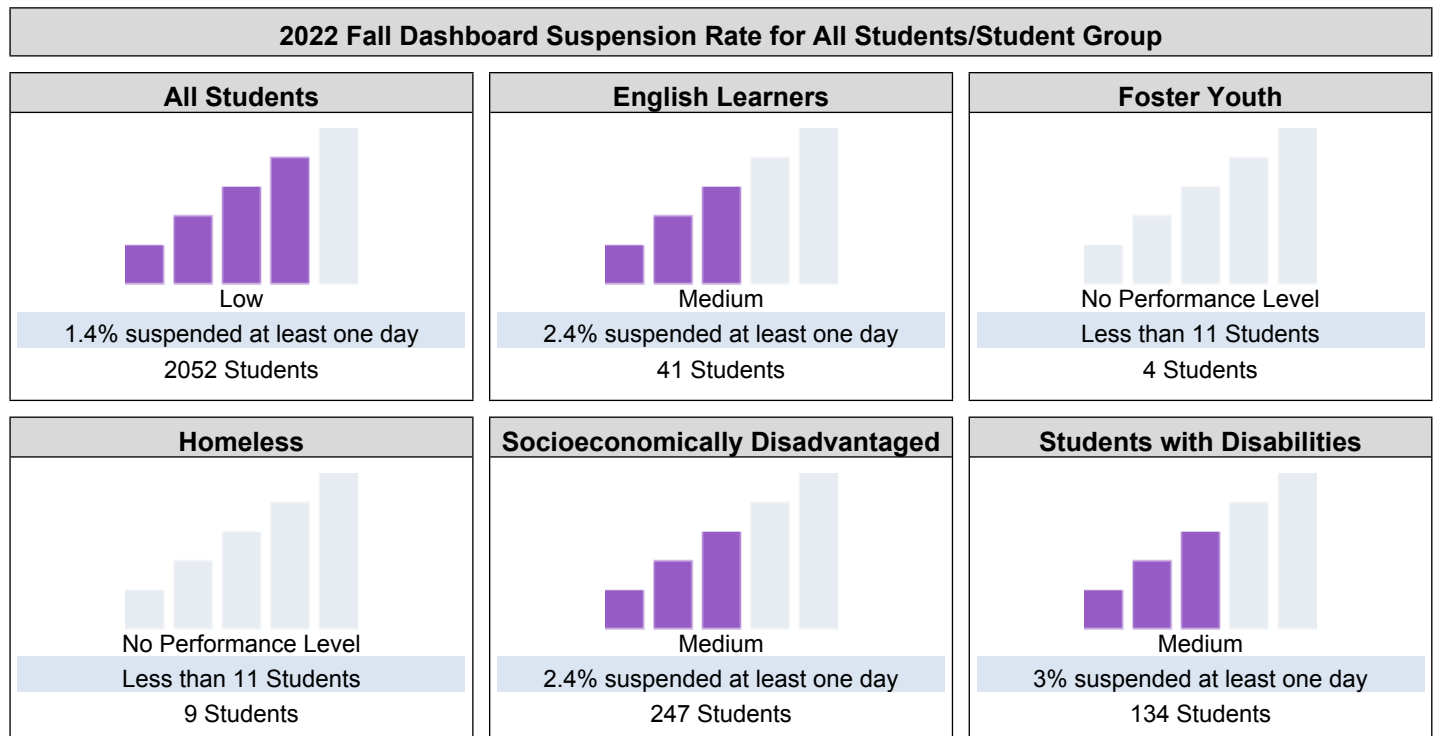 2022 Fall Dashboard Suspension Rate for All Students/Student Group
All Students
Low
1.4% suspended at least one day
2052 Students
English Learners
Medium
2.4% suspended at least one day
41 Students
Foster Youth
No Performance Level
Less than 11 Students
4 Students
Homeless
No Performance Level
Less than 11 Students
9 Students
Socioeconomically Disadvantaged
Medium
2.4% suspended at least one day
247 Students
Students with Disabilities
Medium
3% suspended at least one day
134 Students